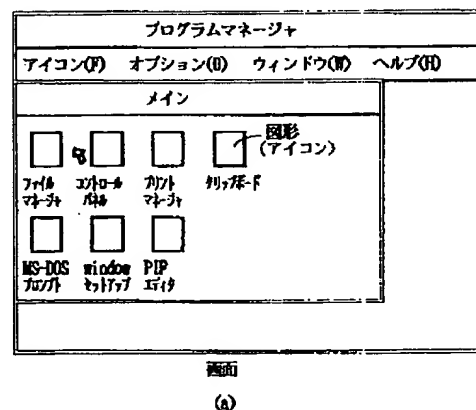 プログラムマネージャ
アイコン(F) オプション(O) ウィンドウ(W) ヘルプ(H)
メイン
図形
(アイコン)
ファイル コントロール プリント クリップボード
マネージャ パネル マネージャ
MS-DOS window PIF
プロンプト セットアップ エディタ
画面
(a)